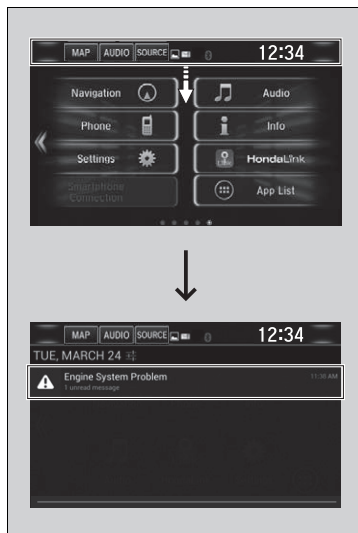 MAP AUDIO SOURCE 12:34
Navigation Audio
Phone Info
Settings HondaLink
Smartphone Connection App List
MAP AUDIO SOURCE 12:34
TUE, MARCH 24
Engine System Problem 11:30 AM
1 unread message